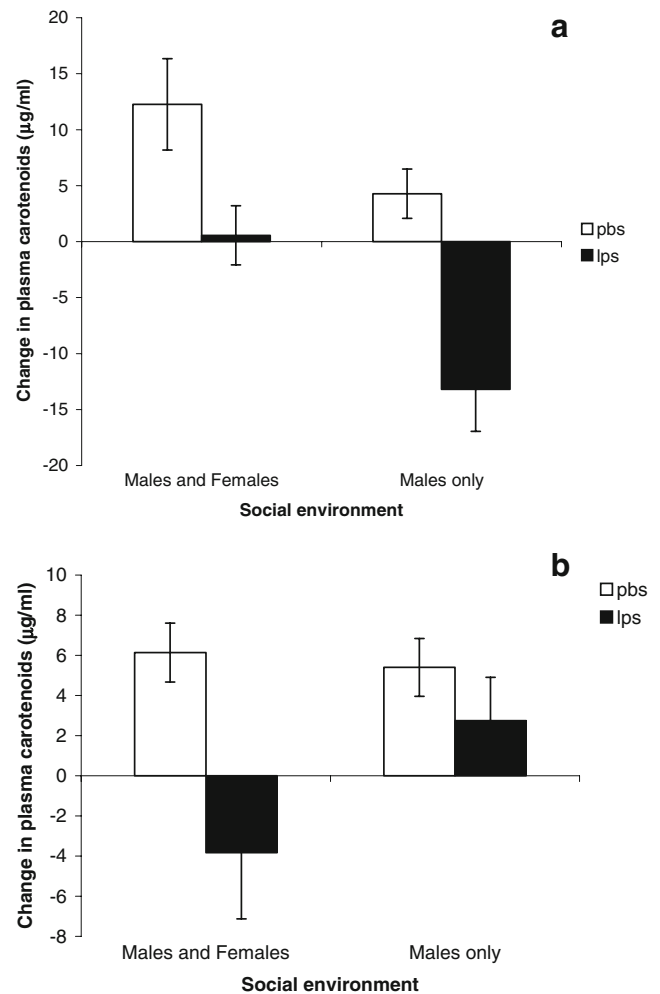 a
20
15
10
5
0
-5
-10
-15
-20
Change in plasma carotenoids (µg/ml)
pbs
lps
Males and Females Males only
Social environment
b
10
8
6
4
2
0
-2
-4
-6
-8
Change in plasma carotenoids (µg/ml)
pbs
lps
Males and Females Males only
Social environment